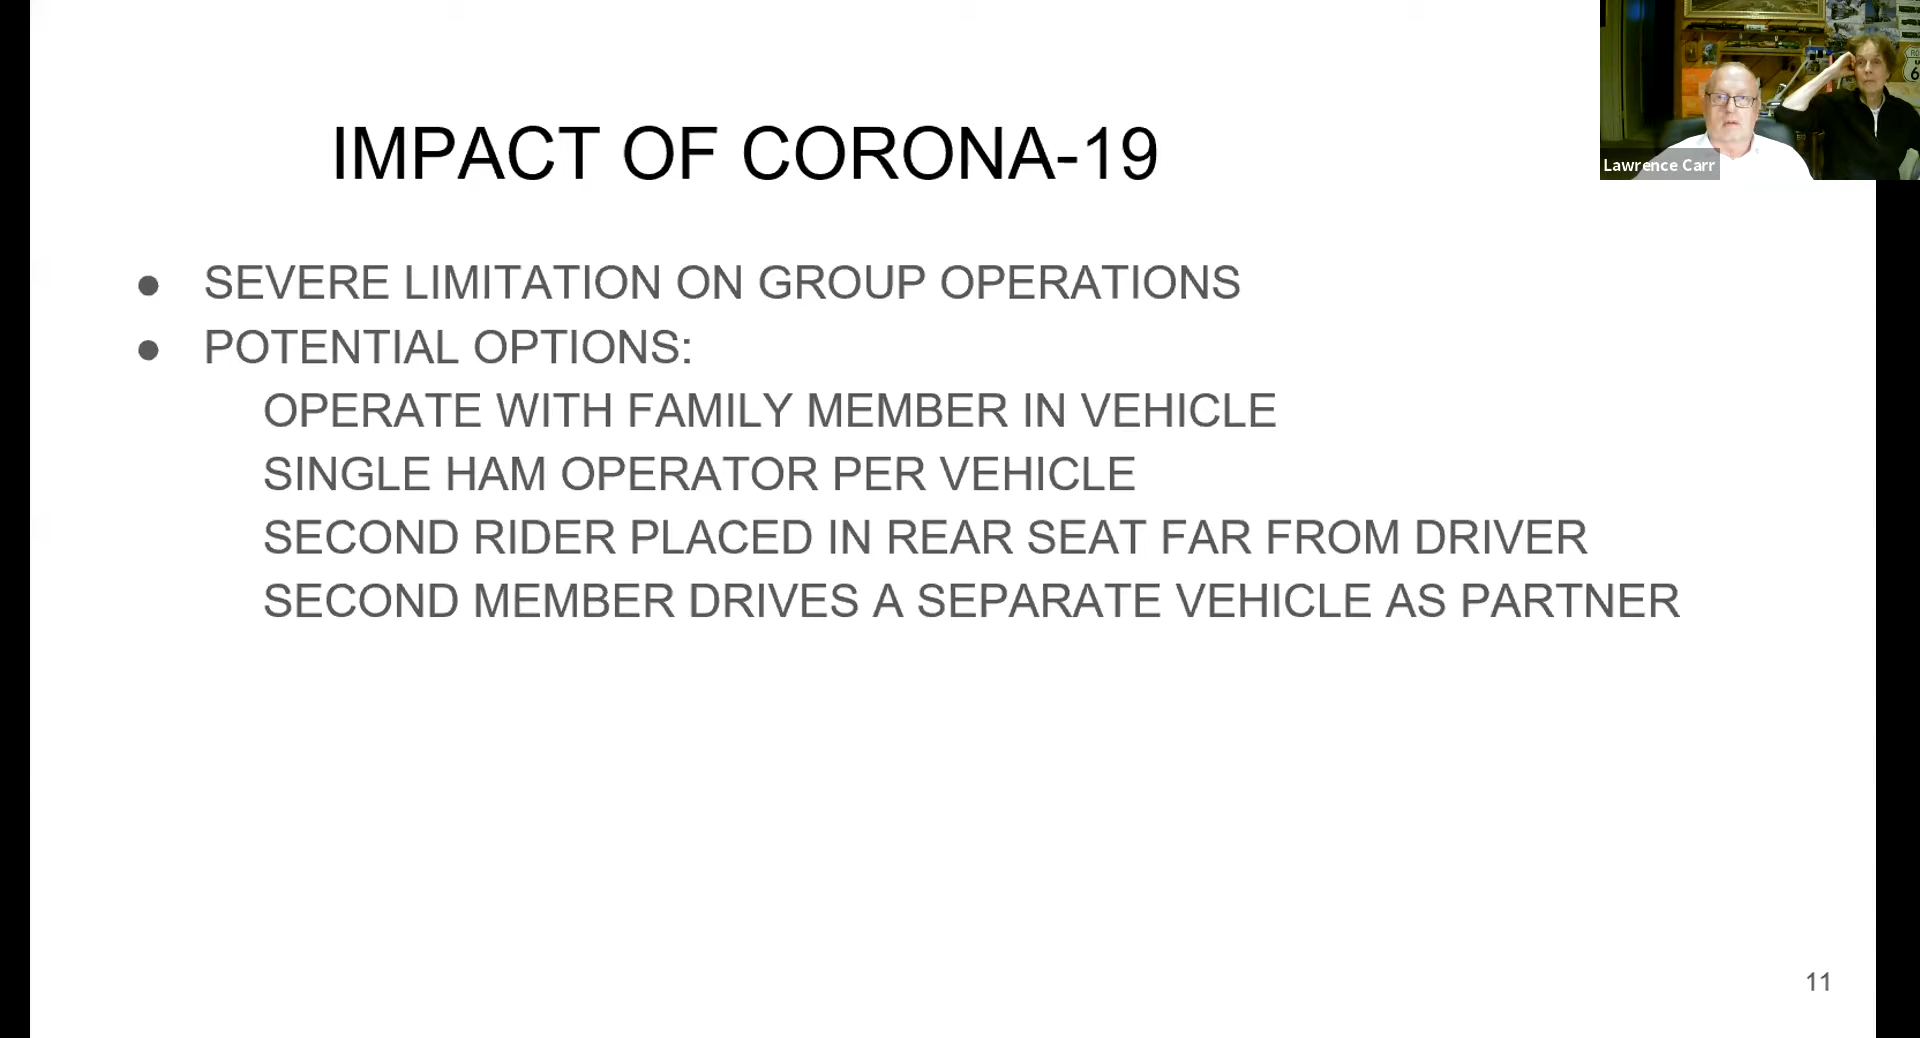 IMPACT OF CORONA-19
● SEVERE LIMITATION ON GROUP OPERATIONS
● POTENTIAL OPTIONS:
OPERATE WITH FAMILY MEMBER IN VEHICLE
SINGLE HAM OPERATOR PER VEHICLE
SECOND RIDER PLACED IN REAR SEAT FAR FROM DRIVER
SECOND MEMBER DRIVES A SEPARATE VEHICLE AS PARTNER
11
Lawrence Carr